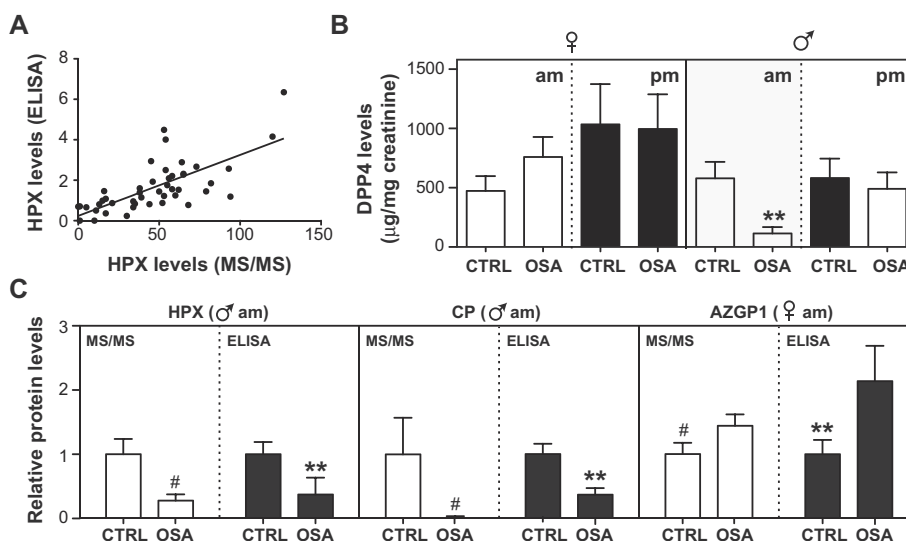 A
HPX levels (ELISA)
8
6
4
2
0
0 50 100 150
HPX levels (MS/MS)
B
♀ ♂
DPP4 levels
(µg/mg creatinine)
1500
1000
500
0
am pm am pm
**
CTRL OSA CTRL OSA CTRL OSA CTRL OSA
C
HPX (♂ am) CP (♂ am) AZGP1 (♀ am)
Relative protein levels
3
2
1
0
MS/MS ELISA MS/MS ELISA MS/MS ELISA
# ** # ** # **
CTRL OSA CTRL OSA CTRL OSA CTRL OSA CTRL OSA CTRL OSA